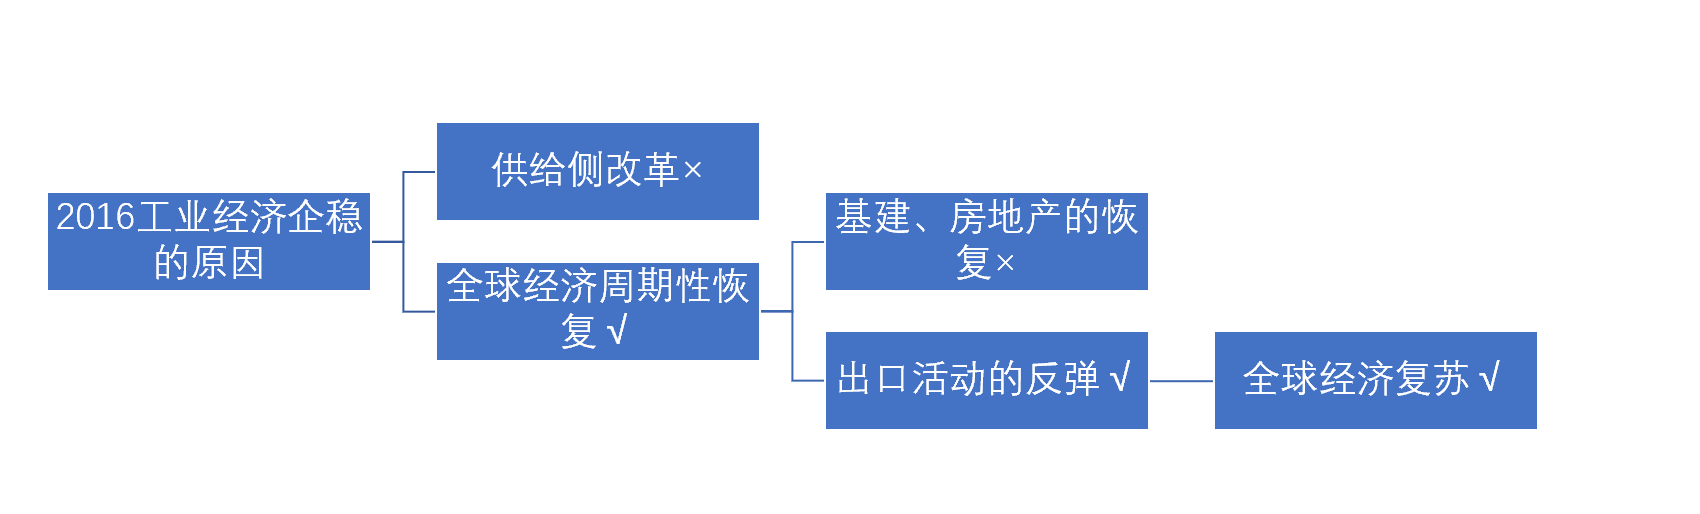 2016工业经济企稳
的原因
供给侧改革×
全球经济周期性恢
复 √
基建、房地产的恢
复×
出口活动的反弹 √
全球经济复苏 √